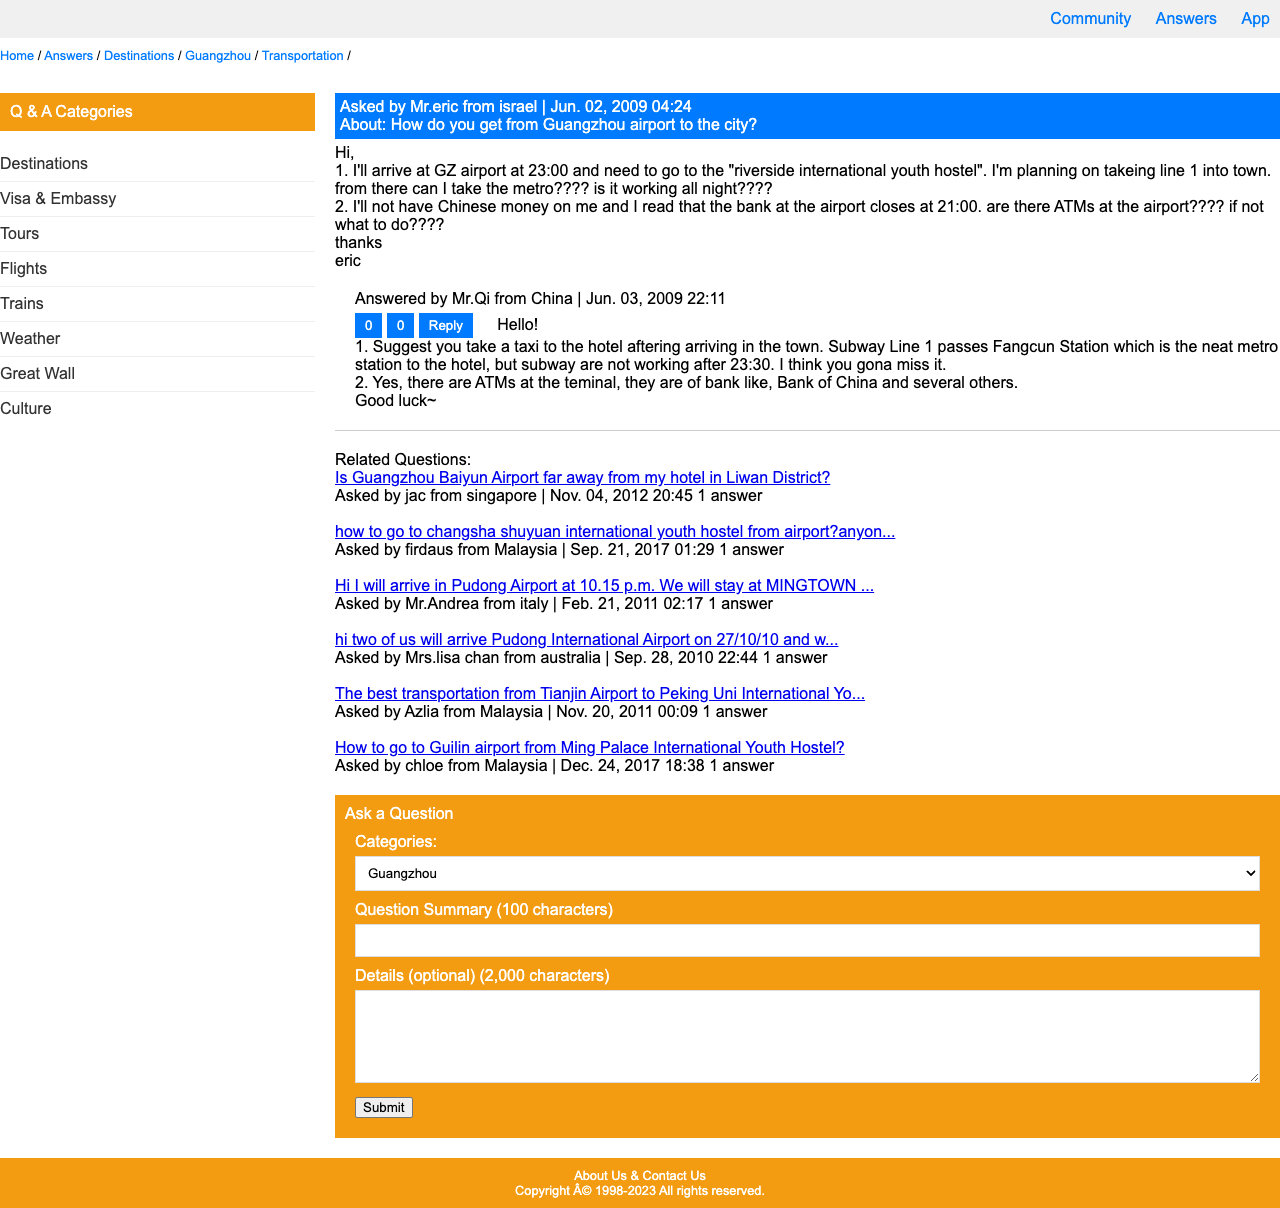 Community Answers App
Home / Answers / Destinations / Guangzhou / Transportation /
Q & A Categories
Destinations
Visa & Embassy
Tours
Flights
Trains
Weather
Great Wall
Culture
Asked by Mr.eric from israel | Jun. 02, 2009 04:24
About: How do you get from Guangzhou airport to the city?
Hi,
1. I'll arrive at GZ airport at 23:00 and need to go to the "riverside international youth hostel". I'm planning on takeing line 1 into town.
from there can I take the metro???? is it working all night????
2. I'll not have Chinese money on me and I read that the bank at the airport closes at 21:00. are there ATMs at the airport???? if not
what to do????
thanks
eric
Answered by Mr.Qi from China | Jun. 03, 2009 22:11
0 0 Reply Hello!
1. Suggest you take a taxi to the hotel aftering arriving in the town. Subway Line 1 passes Fangcun Station which is the neat metro
station to the hotel, but subway are not working after 23:30. I think you gona miss it.
2. Yes, there are ATMs at the teminal, they are of bank like, Bank of China and several others.
Good luck~
Related Questions:
Is Guangzhou Baiyun Airport far away from my hotel in Liwan District?
Asked by jac from singapore | Nov. 04, 2012 20:45 1 answer
how to go to changsha shuyuan international youth hostel from airport?anyon...
Asked by firdaus from Malaysia | Sep. 21, 2017 01:29 1 answer
Hi I will arrive in Pudong Airport at 10.15 p.m. We will stay at MINGTOWN ...
Asked by Mr.Andrea from italy | Feb. 21, 2011 02:17 1 answer
hi two of us will arrive Pudong International Airport on 27/10/10 and w...
Asked by Mrs.lisa chan from australia | Sep. 28, 2010 22:44 1 answer
The best transportation from Tianjin Airport to Peking Uni International Yo...
Asked by Azlia from Malaysia | Nov. 20, 2011 00:09 1 answer
How to go to Guilin airport from Ming Palace International Youth Hostel?
Asked by chloe from Malaysia | Dec. 24, 2017 18:38 1 answer
Ask a Question
Categories:
Guangzhou
Question Summary (100 characters)
Details (optional) (2,000 characters)
Submit
About Us & Contact Us
Copyright Â© 1998-2023 All rights reserved.